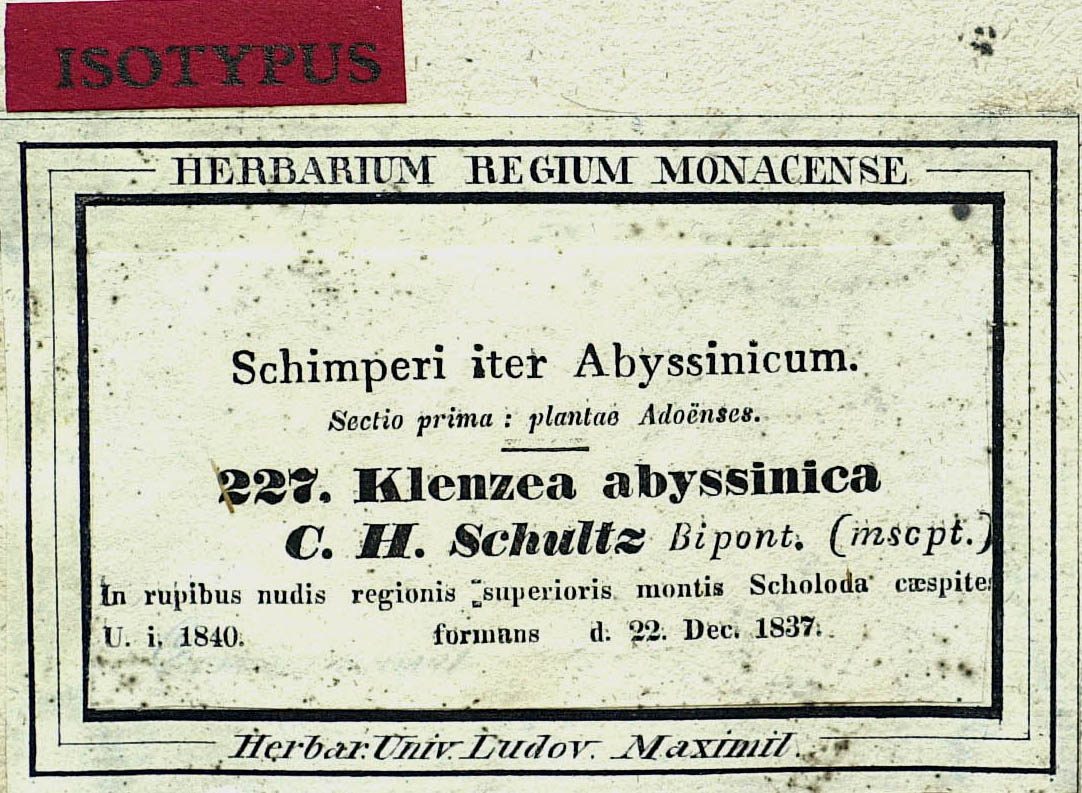 ISOTYPUS
HERBARIUM REGIUM MONACENSE
Schimperi iter Abyssinicum.
Sectio prima : plantae Adoënses.
227. Klenzea abyssinica
C. H. Schultz Bipont. (mscpt.)
In rupibus nudis regionis superioris montis Scholoda cæspites
U. i. 1840. formans d. 22. Dec. 1837.
Herbar. Univ. Ludov. Maximil.